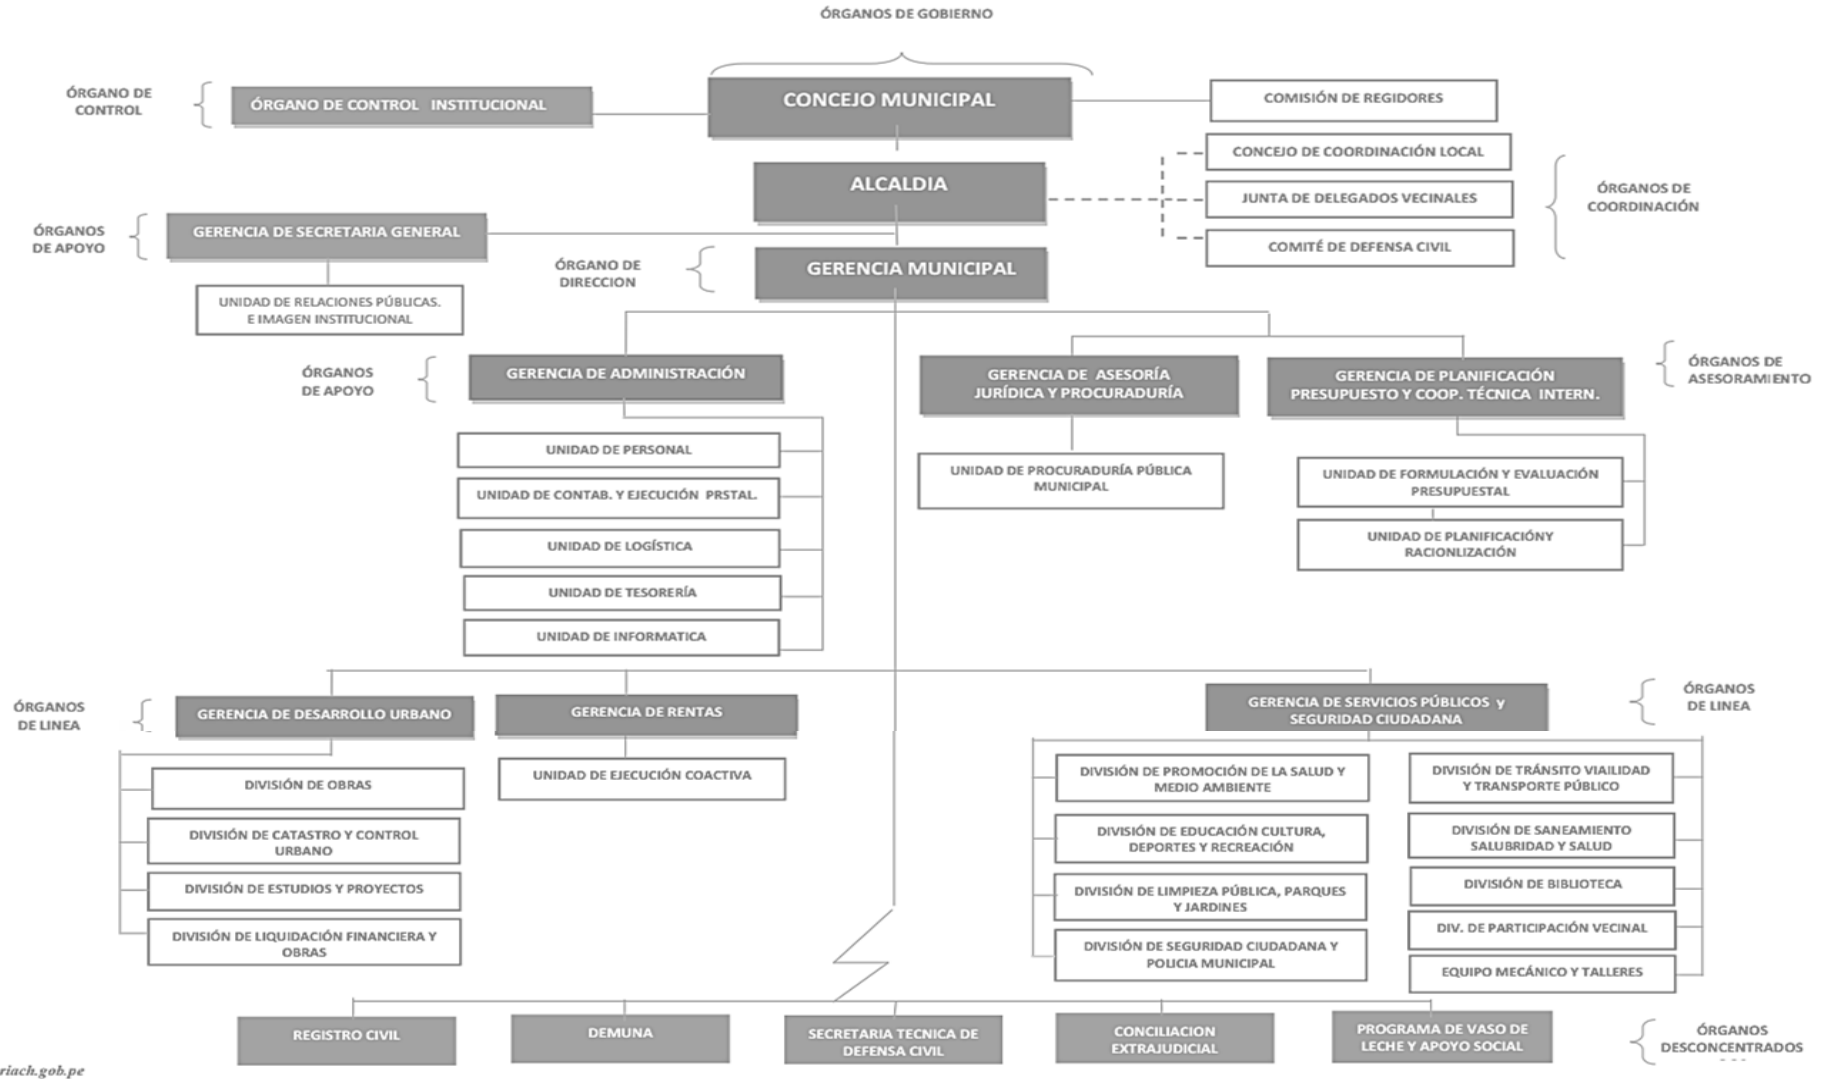 ÓRGANOS DE GOBIERNO
ÓRGANO DE
CONTROL
ÓRGANO DE CONTROL INSTITUCIONAL
CONCEJO MUNICIPAL
COMISIÓN DE REGIDORES
CONCEJO DE COORDINACIÓN LOCAL
ALCALDIA
JUNTA DE DELEGADOS VECINALES
ÓRGANOS DE
COORDINACIÓN
COMITÉ DE DEFENSA CIVIL
ÓRGANOS
DE APOYO
GERENCIA DE SECRETARIA GENERAL
ÓRGANO DE
DIRECCION
GERENCIA MUNICIPAL
UNIDAD DE RELACIONES PÚBLICAS.
E IMAGEN INSTITUCIONAL
ÓRGANOS
DE APOYO
GERENCIA DE ADMINISTRACIÓN
GERENCIA DE ASESORÍA
JURÍDICA Y PROCURADURÍA
GERENCIA DE PLANIFICACIÓN
PRESUPUESTO Y COOP. TÉCNICA INTERN.
ÓRGANOS DE
ASESORAMIENTO
UNIDAD DE PERSONAL
UNIDAD DE CONTAB. Y EJECUCIÓN PRSTAL.
UNIDAD DE LOGÍSTICA
UNIDAD DE TESORERÍA
UNIDAD DE INFORMATICA
UNIDAD DE PROCURADURÍA PÚBLICA
MUNICIPAL
UNIDAD DE FORMULACIÓN Y EVALUACIÓN
PRESUPUESTAL
UNIDAD DE PLANIFICACIÓNY
RACIONLIZACIÓN
ÓRGANOS
DE LINEA
GERENCIA DE DESARROLLO URBANO
GERENCIA DE RENTAS
GERENCIA DE SERVICIOS PÚBLICOS y
SEGURIDAD CIUDADANA
ÓRGANOS
DE LINEA
DIVISIÓN DE OBRAS
DIVISIÓN DE CATASTRO Y CONTROL
URBANO
DIVISIÓN DE ESTUDIOS Y PROYECTOS
DIVISIÓN DE LIQUIDACIÓN FINANCIERA Y
OBRAS
UNIDAD DE EJECUCIÓN COACTIVA
DIVISIÓN DE PROMOCIÓN DE LA SALUD Y
MEDIO AMBIENTE
DIVISIÓN DE EDUCACIÓN CULTURA,
DEPORTES Y RECREACIÓN
DIVISIÓN DE LIMPIEZA PÚBLICA, PARQUES
Y JARDINES
DIVISIÓN DE SEGURIDAD CIUDADANA Y
POLICIA MUNICIPAL
DIVISIÓN DE TRÁNSITO VIAILIDAD
Y TRANSPORTE PÚBLICO
DIVISIÓN DE SANEAMIENTO
SALUBRIDAD Y SALUD
DIVISIÓN DE BIBLIOTECA
DIV. DE PARTICIPACIÓN VECINAL
EQUIPO MECÁNICO Y TALLERES
REGISTRO CIVIL
DEMUNA
SECRETARIA TECNICA DE
DEFENSA CIVIL
CONCILIACION
EXTRAJUDICIAL
PROGRAMA DE VASO DE
LECHE Y APOYO SOCIAL
ÓRGANOS
DESCONCENTRADOS
riach.gob.pe